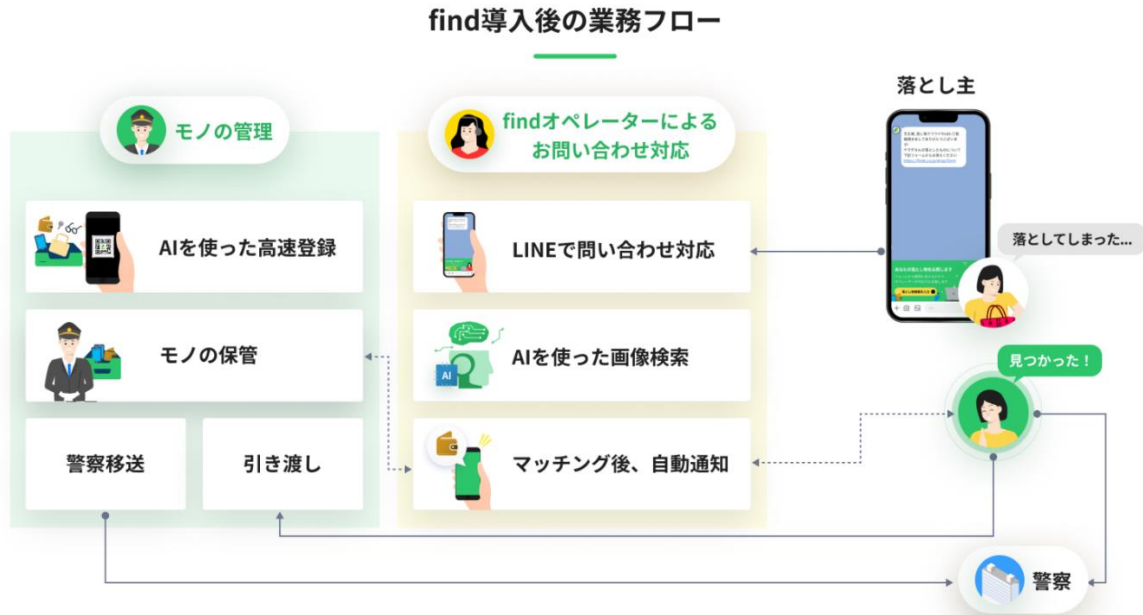 find導入後の業務フロー
落とし主
モノの管理
findオペレーターによる
お問い合わせ対応
AIを使った高速登録
LINEで問い合わせ対応
落としてしまった...
モノの保管
AIを使った画像検索
AI
見つかった！
警察移送
引き渡し
マッチング後、自動通知
警察